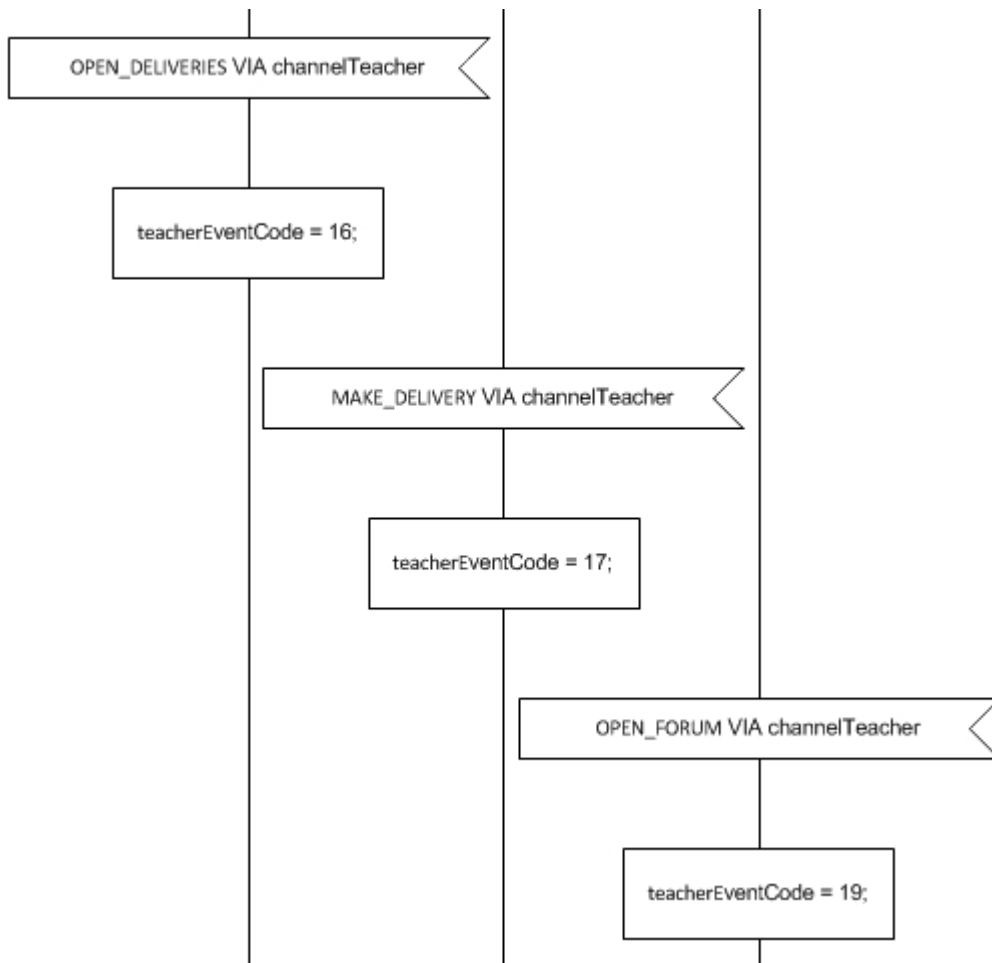 OPEN_DELIVERIES VIA channelTeacher
teacherEventCode = 16;
MAKE_DELIVERY VIA channelTeacher
teacherEventCode = 17;
OPEN_FORUM VIA channelTeacher
teacherEventCode = 19;